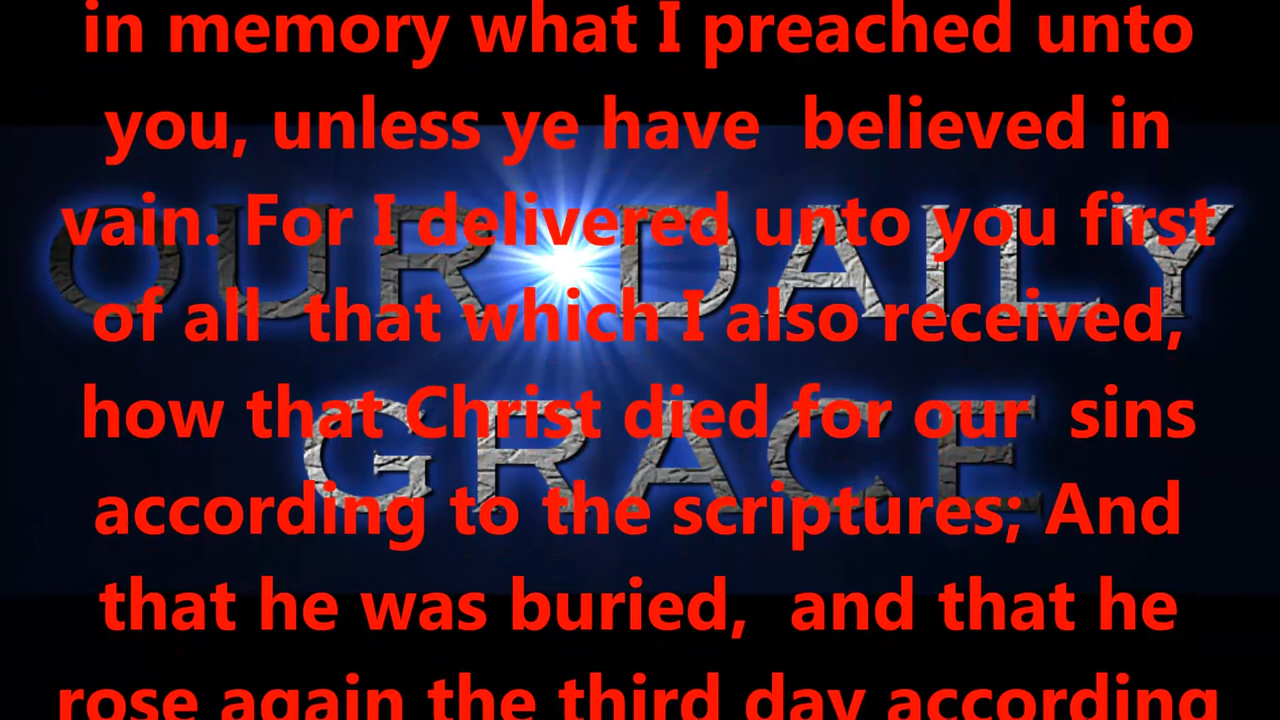 in memory what I preached unto
you, unless ye have believed in
vain. For I delivered unto you first
of all that which I also received,
how that Christ died for our sins
according to the scriptures; And
that he was buried, and that he
rose again the third day according
OUR DAILY
GRACE